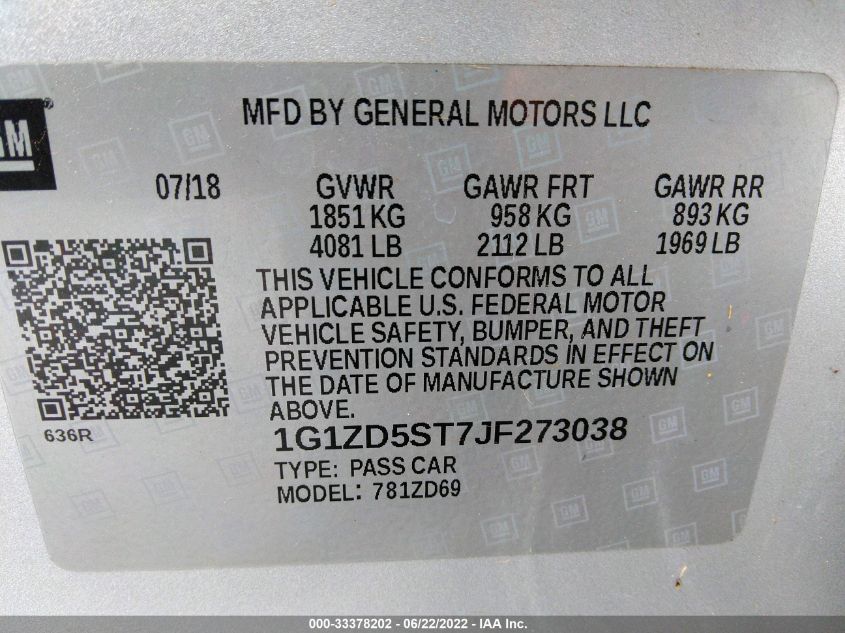 GM
MFD BY GENERAL MOTORS LLC
07/18 GVWR GAWR FRT GAWR RR
1851 KG 958 KG 893 KG
4081 LB 2112 LB 1969 LB
THIS VEHICLE CONFORMS TO ALL
APPLICABLE U.S. FEDERAL MOTOR
VEHICLE SAFETY, BUMPER, AND THEFT
PREVENTION STANDARDS IN EFFECT ON
THE DATE OF MANUFACTURE SHOWN
ABOVE.
636R
1G1ZD5ST7JF273038
TYPE: PASS CAR
MODEL: 781ZD69
000-33378202 - 06/22/2022 - IAA Inc.